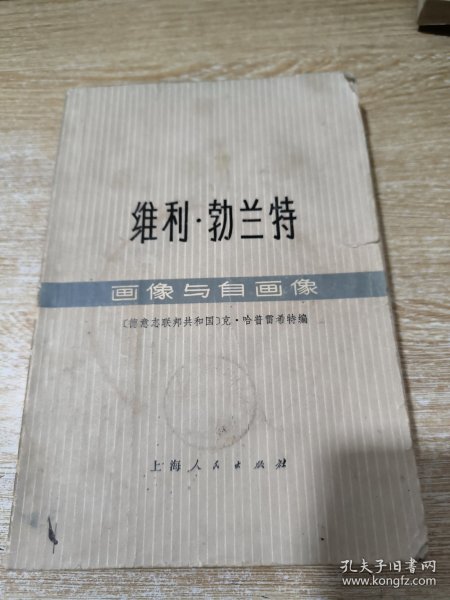 维利·勃兰特
画像与自画像
〔德意志联邦共和国〕克·哈普雷希特编
上海人民出版社
孔夫子旧书网
www.kongfz.com